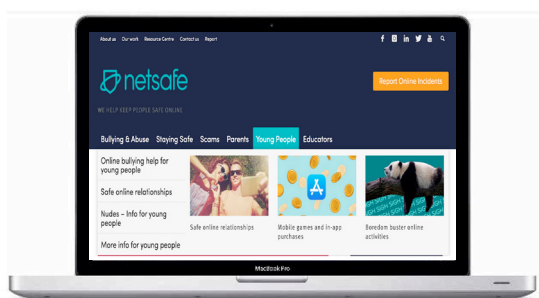 About us Our work Resource Centre Contact us Report
netsafe
Report Online Incidents
WE HELP KEEP PEOPLE SAFE ONLINE
Bullying & Abuse Staying Safe Scams Parents Young People Educators
Online bullying help for
young people
Safe online relationships
Nudes – Info for young
people
More info for young people
Safe online relationships
Mobile games and in-app
purchases
SIGH SIGH SIGH
Boredom buster online
activities
MacBook Pro